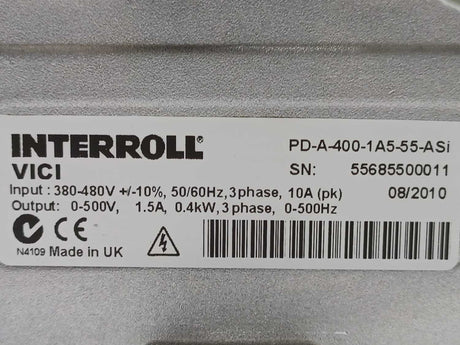 INTERROLL PD-A-400-1A5-55-ASi
VICI SN: 55685500011
Input : 380-480V +/-10%, 50/60Hz, 3 phase, 10A (pk) 08/2010
Output: 0-500V, 1.5A, 0.4kW, 3 phase, 0-500Hz
CE
N4109 Made in UK